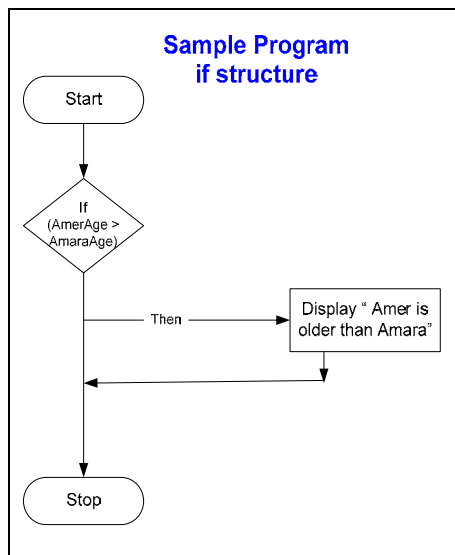 Sample Program
if structure
Start
If
(AmerAge >
AmaraAge)
Then
Display “ Amer is
older than Amara”
Stop